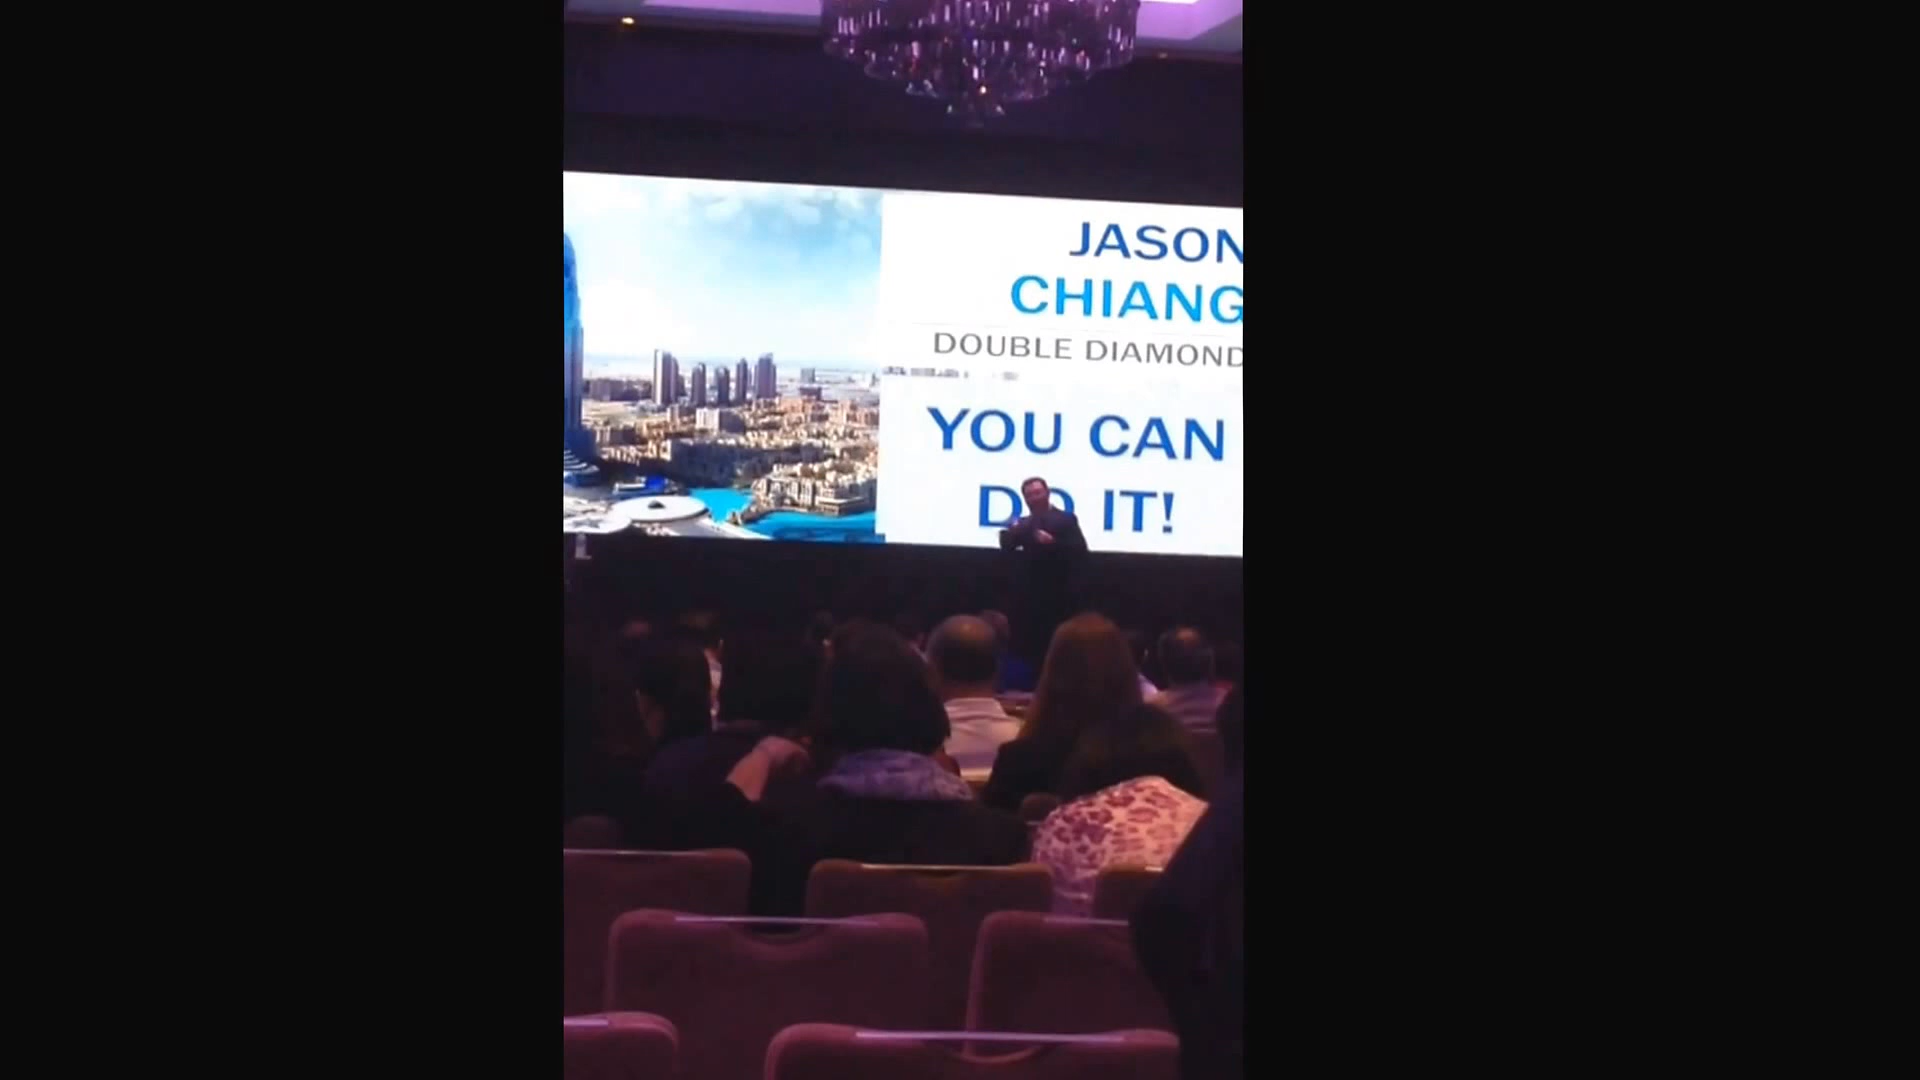 JASON
CHIANG
DOUBLE DIAMOND
YOU CAN
DO IT!